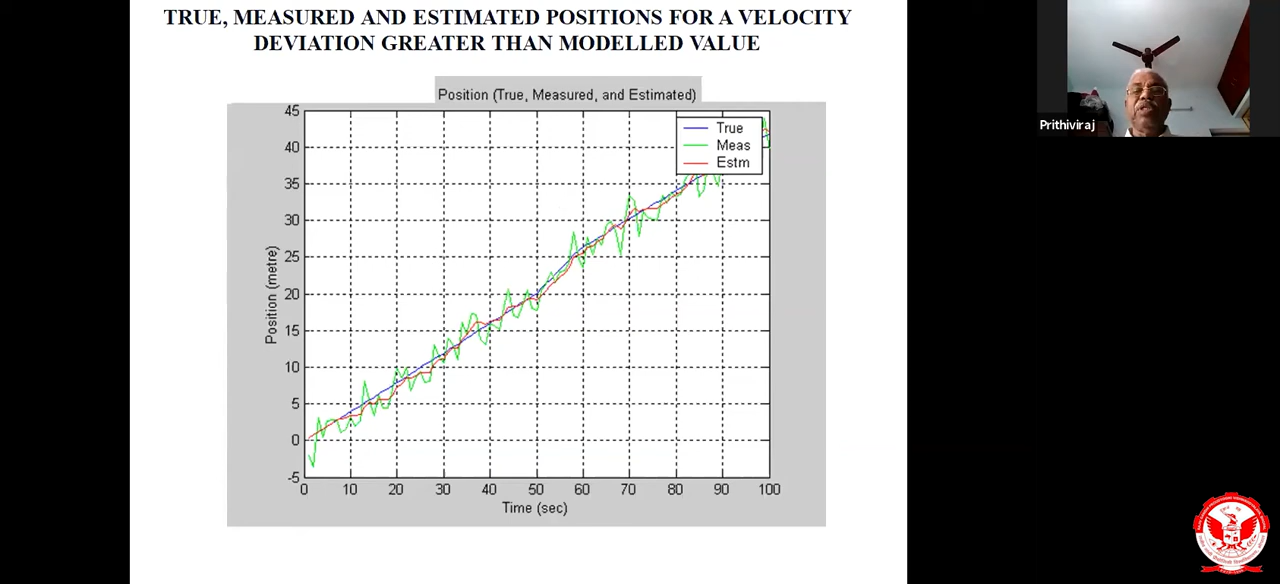 TRUE, MEASURED AND ESTIMATED POSITIONS FOR A VELOCITY
DEVIATION GREATER THAN MODELLED VALUE
Position (True, Measured, and Estimated)
True
Meas
Estm
45
40
35
30
25
20
15
10
5
0
-5
Position (metre)
0 10 20 30 40 50 60 70 80 90 100
Time (sec)
Prithiviraj